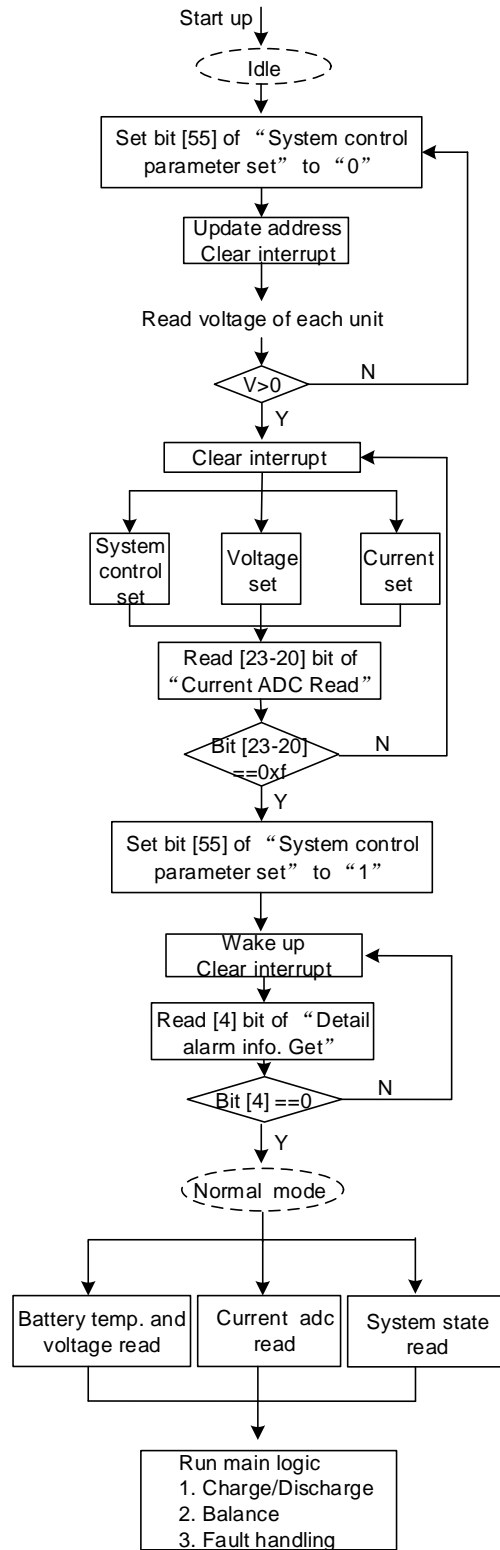 Start up
Idle
Set bit [55] of “System control
parameter set” to “0”
Update address
Clear interrupt
Read voltage of each unit
V>0
N
Y
Clear interrupt
System
control
set
Voltage
set
Current
set
Read [23-20] bit of
“Current ADC Read”
Bit [23-20]
==0xf
N
Y
Set bit [55] of “System control
parameter set” to “1”
Wake up
Clear interrupt
Read [4] bit of “Detail
alarm info. Get”
Bit [4] ==0
N
Y
Normal mode
Battery temp. and
voltage read
Current adc
read
System state
read
Run main logic
1. Charge/Discharge
2. Balance
3. Fault handling